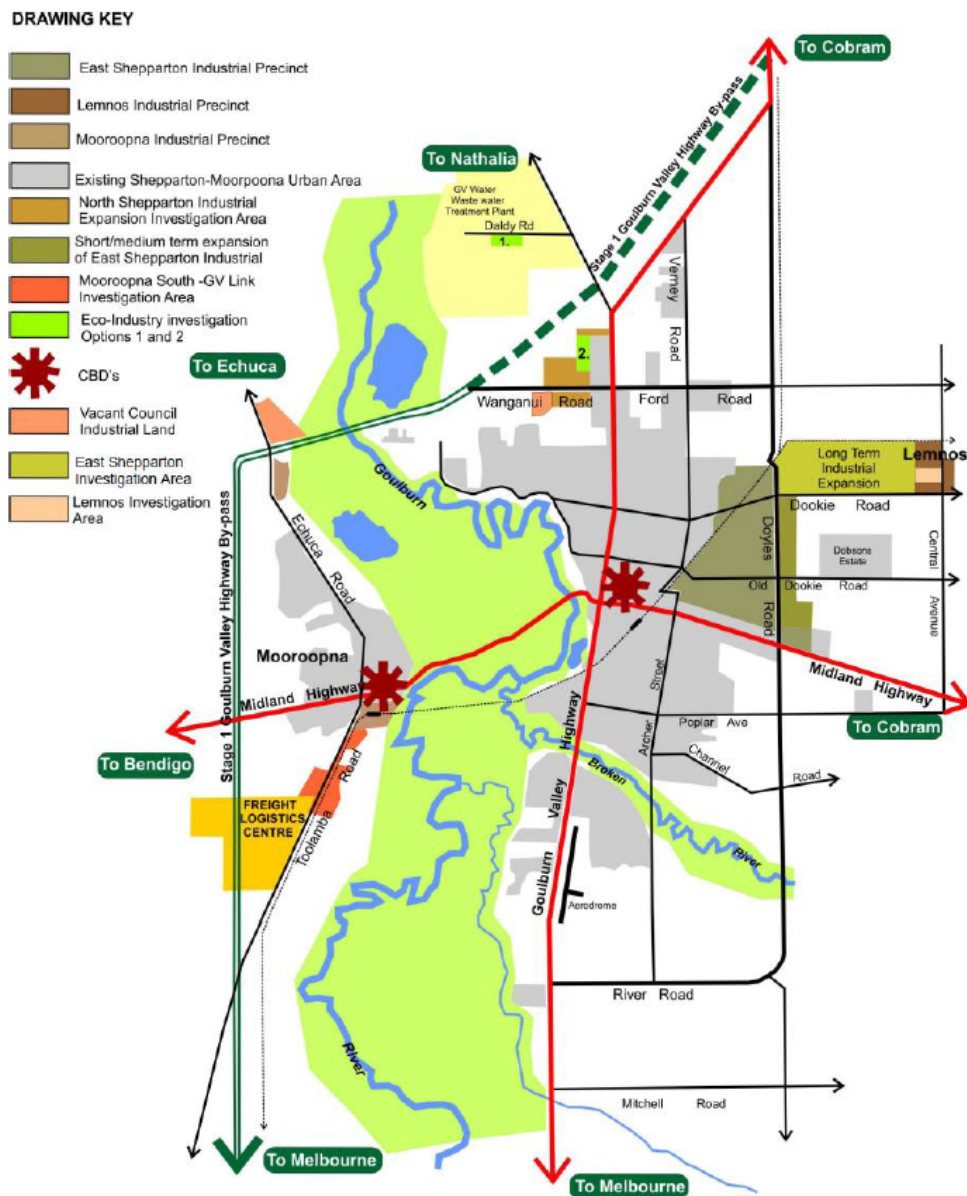 DRAWING KEY
East Shepparton Industrial Precinct
Lemnos Industrial Precinct
Mooroopna Industrial Precinct
Existing Shepparton-Moorpoona Urban Area
North Shepparton Industrial
Expansion Investigation Area
Short/medium term expansion
of East Shepparton Industrial
Mooroopna South -GV Link
Investigation Area
Eco-Industry investigation
Options 1 and 2
CBD's
Vacant Council
Industrial Land
East Shepparton
Investigation Area
Lemnos Investigation
Area
To Cobram
Stage 1 Goulburn Valley Highway By-pass
To Nathalia
GV Water
Waste water
Treatment Plant
Daldy Rd
1.
Verney
Road
2.
To Echuca
Wanganui Road Ford Road
Goulburn
Long Term
Industrial
Expansion
Lemnos
Dookie Road
Doyles
Road
Dobsons
Estate
Old Dookie Road
Central
Avenue
Echuca
Road
Stage 1 Goulburn Valley Highway By-pass
Mooroopna
Midland Highway
Midland Highway
To Cobram
To Bendigo
Street
Archer
Poplar Ave
Channel
Road
Highway
Valley
Goulburn
Broken
River
FREIGHT
LOGISTICS
CENTRE
Road
Toolamba
Aerodrome
River Road
River
Mitchell Road
To Melbourne
To Melbourne